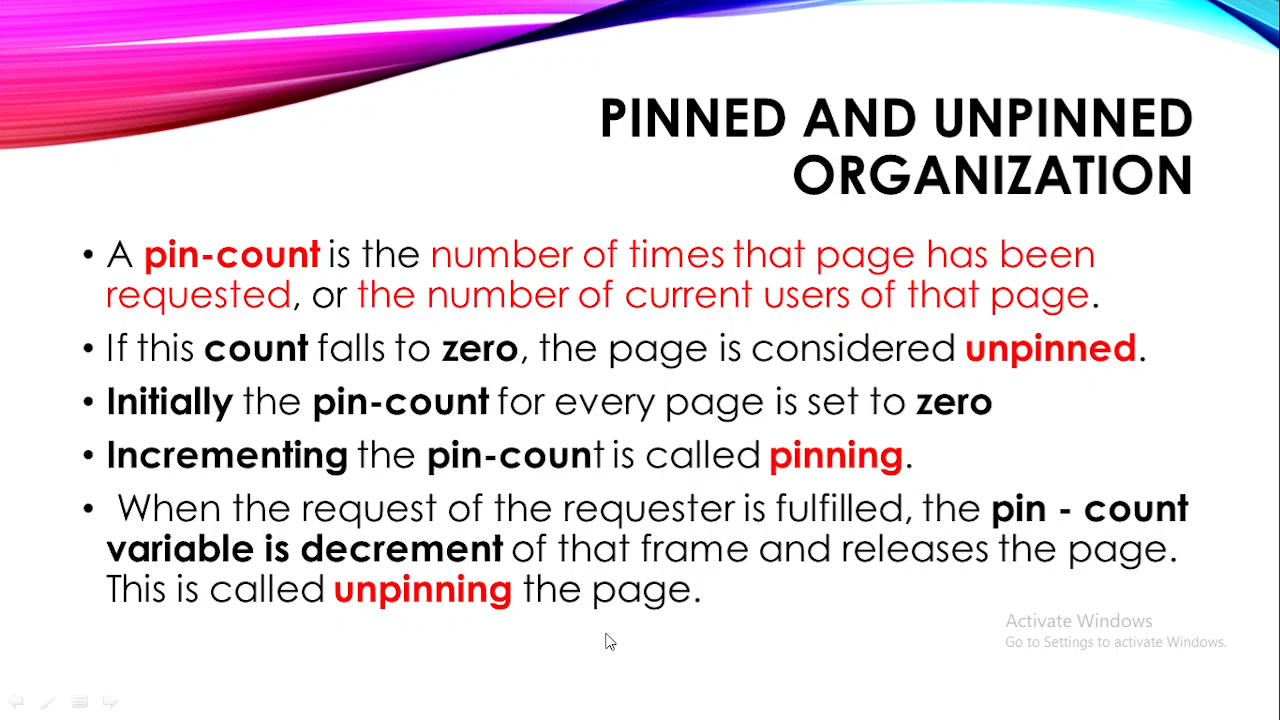 PINNED AND UNPINNED
ORGANIZATION
• A pin-count is the number of times that page has been
requested, or the number of current users of that page.
• If this count falls to zero, the page is considered unpinned.
• Initially the pin-count for every page is set to zero
• Incrementing the pin-count is called pinning.
• When the request of the requester is fulfilled, the pin - count
variable is decrement of that frame and releases the page.
This is called unpinning the page.
Activate Windows
Go to Settings to activate Windows.